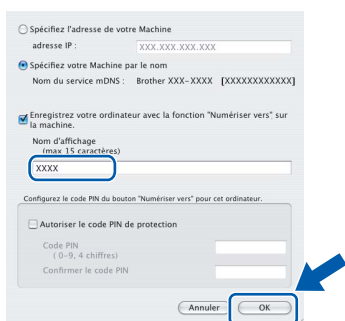 Spécifiez l'adresse de votre Machine
adresse IP : XXX.XXX.XXX.XXX
Spécifiez votre Machine par le nom
Nom du service mDNS : Brother XXX-XXXX [XXXXXXXXXXXX]
Enregistrez votre ordinateur avec la fonction "Numériser vers" sur
la machine.
Nom d'affichage
(max 15 caractères)
XXXX
Configurez le code PIN du bouton "Numériser vers" pour cet ordinateur.
Autoriser le code PIN de protection
Code PIN
( 0-9, 4 chiffres)
Confirmer le code PIN
Annuler OK